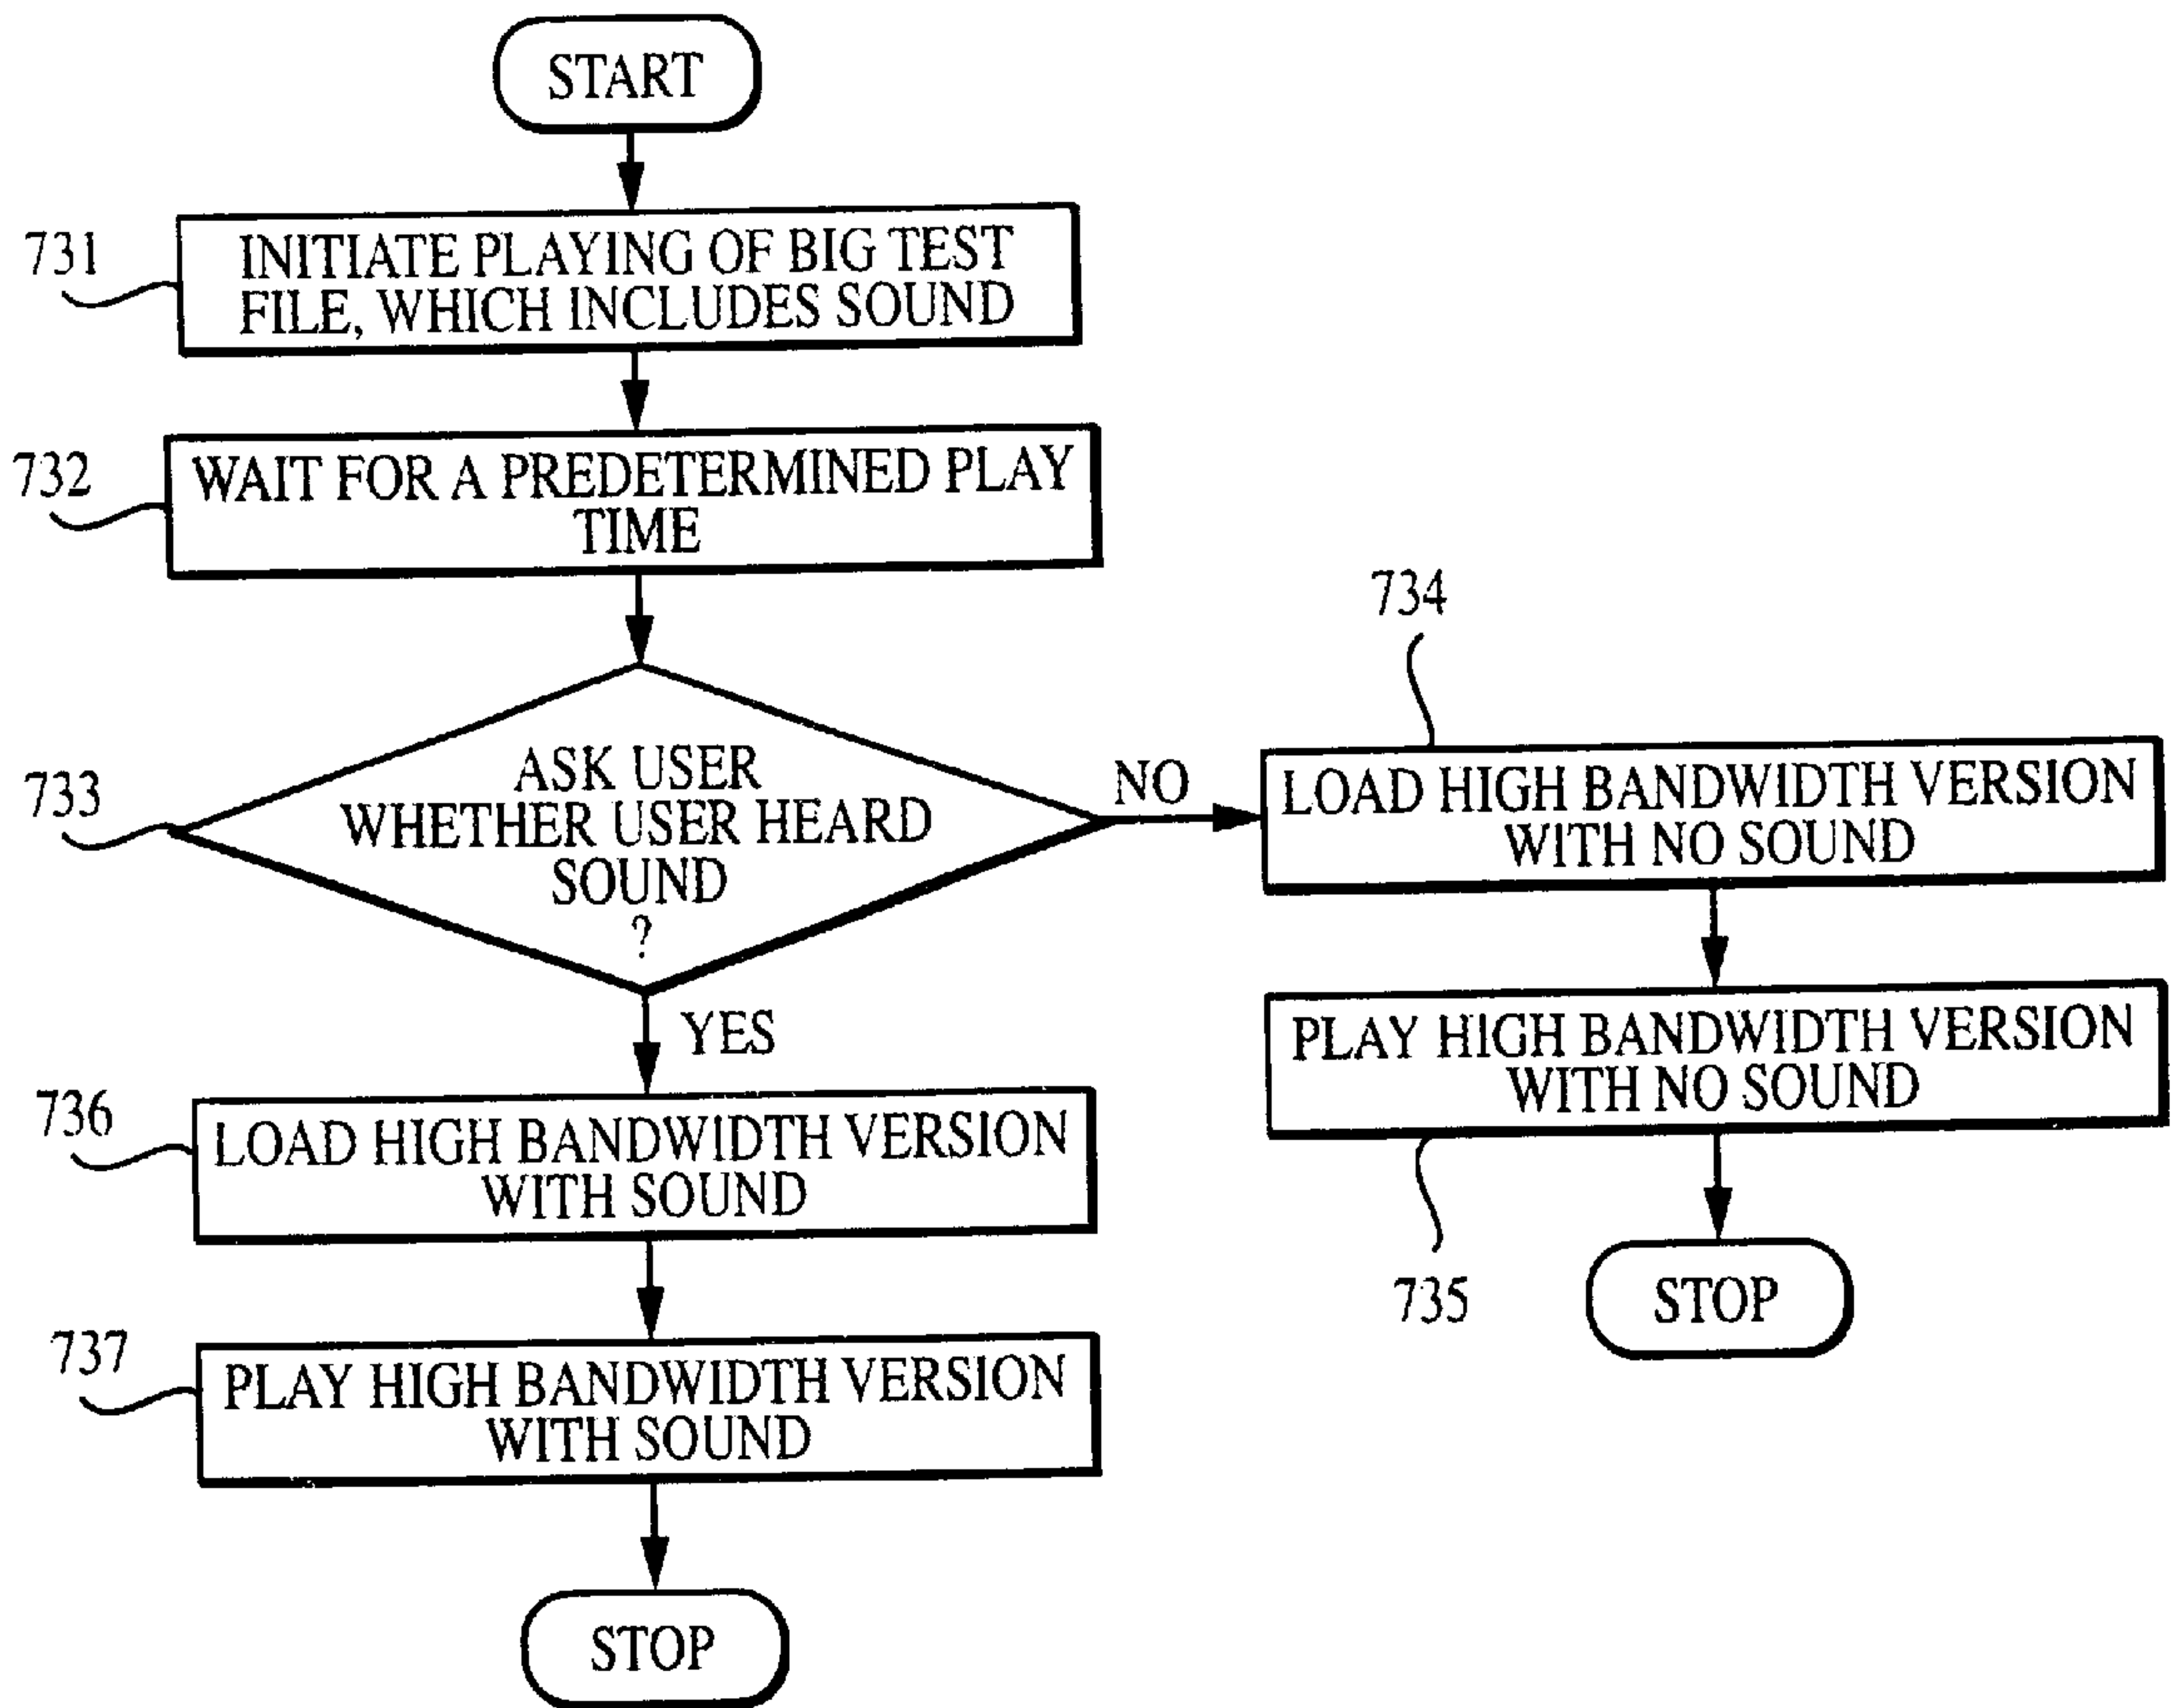 START
731
INITIATE PLAYING OF BIG TEST
FILE, WHICH INCLUDES SOUND
732
WAIT FOR A PREDETERMINED PLAY
TIME
733
ASK USER
WHETHER USER HEARD
SOUND
?
NO
YES
734
LOAD HIGH BANDWIDTH VERSION
WITH NO SOUND
PLAY HIGH BANDWIDTH VERSION
WITH NO SOUND
735
STOP
736
LOAD HIGH BANDWIDTH VERSION
WITH SOUND
737
PLAY HIGH BANDWIDTH VERSION
WITH SOUND
STOP